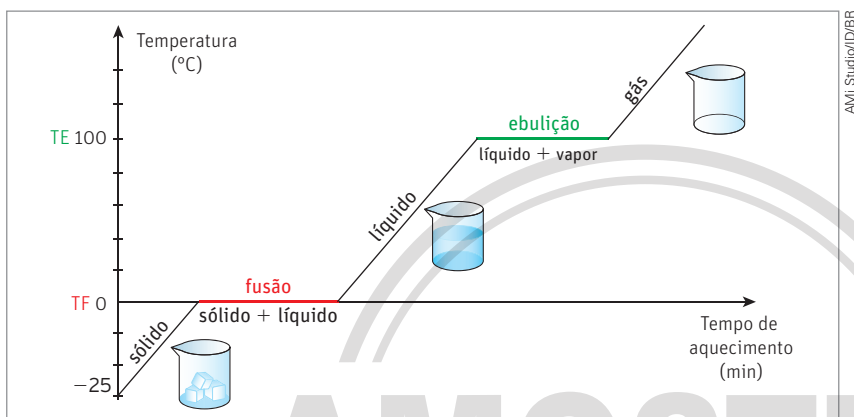 Temperatura
(°C)
TE 100
ebulição
líquido + vapor
gás
líquido
fusão
TF 0
sólido + líquido
sólido
−25
Tempo de
aquecimento
(min)
AMj Studio/ID/BR